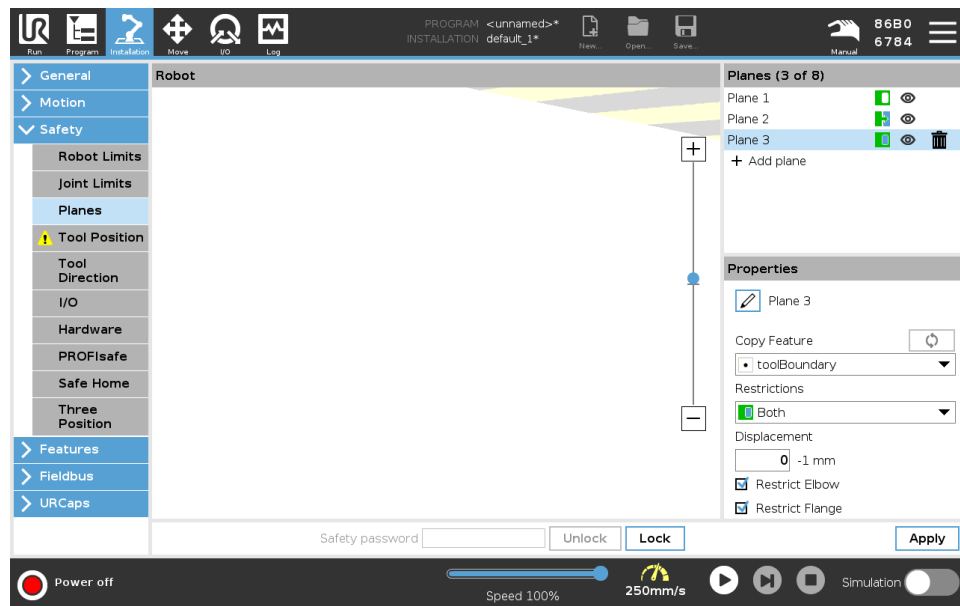 PROGRAM <unnamed>*
INSTALLATION default_1*
UR
Run
Program
Installation
Move
I/O
Log
New...
Open...
Save...
Manual
86B0
6784
General
Motion
Safety
Robot Limits
Joint Limits
Planes
Tool Position
Tool
Direction
I/O
Hardware
PROFIsafe
Safe Home
Three
Position
Features
Fieldbus
URCaps
Robot
Planes (3 of 8)
Plane 1
Plane 2
Plane 3
+ Add plane
Properties
Plane 3
Copy Feature
toolBoundary
Restrictions
Both
Displacement
0 -1 mm
Restrict Elbow
Restrict Flange
Safety password
Unlock
Lock
Apply
Power off
Speed 100%
250mm/s
Simulation